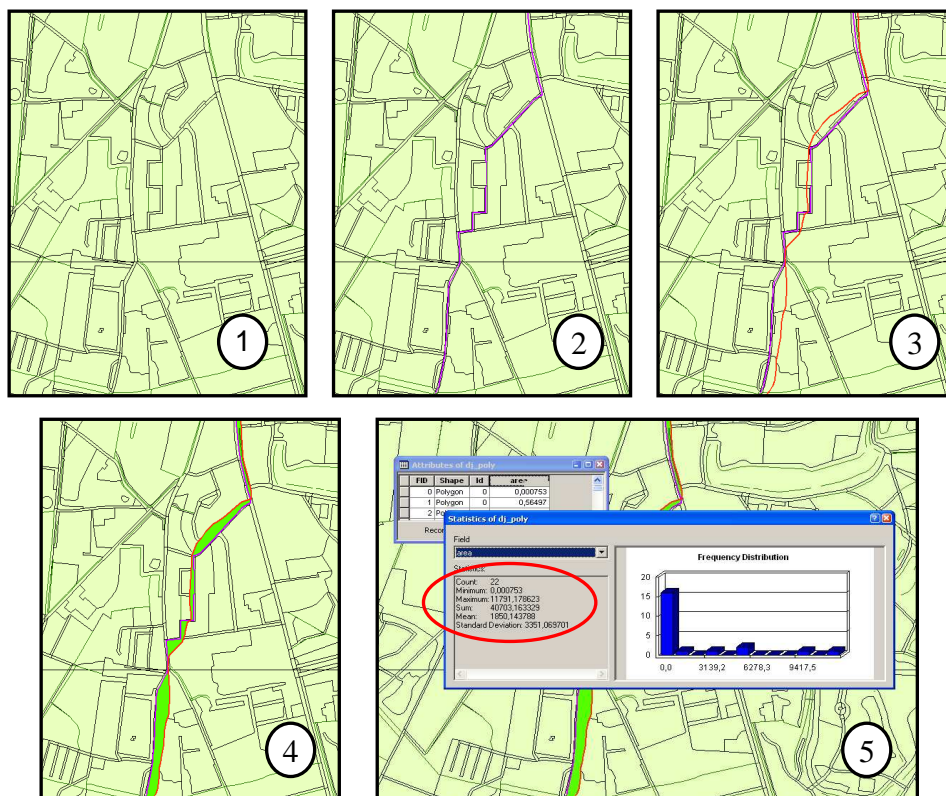 1
2
3
4
5
Attributes of dj_poly
FID Shape Id area
0 Polygon 0 0,000753
1 Polygon 0 0,56497
2
Statistics of dj_poly
Field
area
Statistics:
Count: 22
Minimum: 0,000753
Maximum: 11791,178623
Sum: 40703,163329
Mean: 1850,143788
Standard Deviation: 3351,069701
Frequency Distribution
20
15
10
5
0
0,0 3139,2 6278,3 9417,5